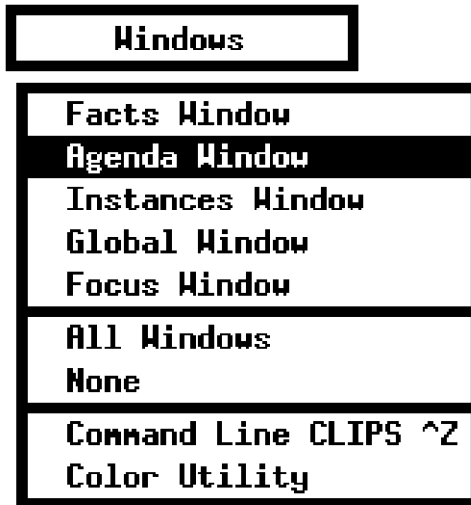 Windows
Facts Window
Agenda Window
Instances Window
Global Window
Focus Window
All Windows
None
Command Line CLIPS ^Z
Color Utility